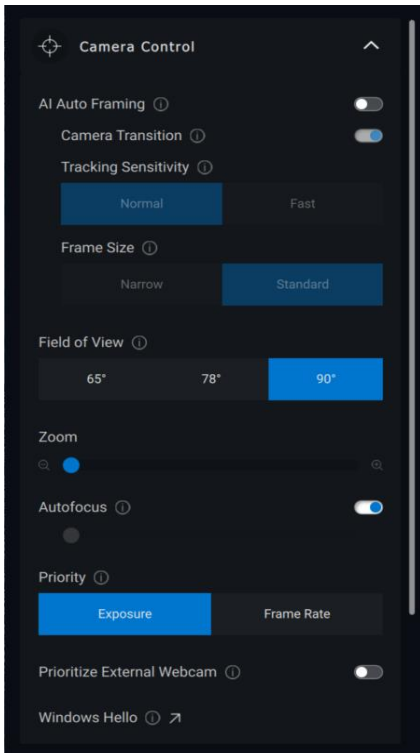 Camera Control
AI Auto Framing
Camera Transition
Tracking Sensitivity
Normal Fast
Frame Size
Narrow Standard
Field of View
65° 78° 90°
Zoom
Autofocus
Priority
Exposure Frame Rate
Prioritize External Webcam
Windows Hello